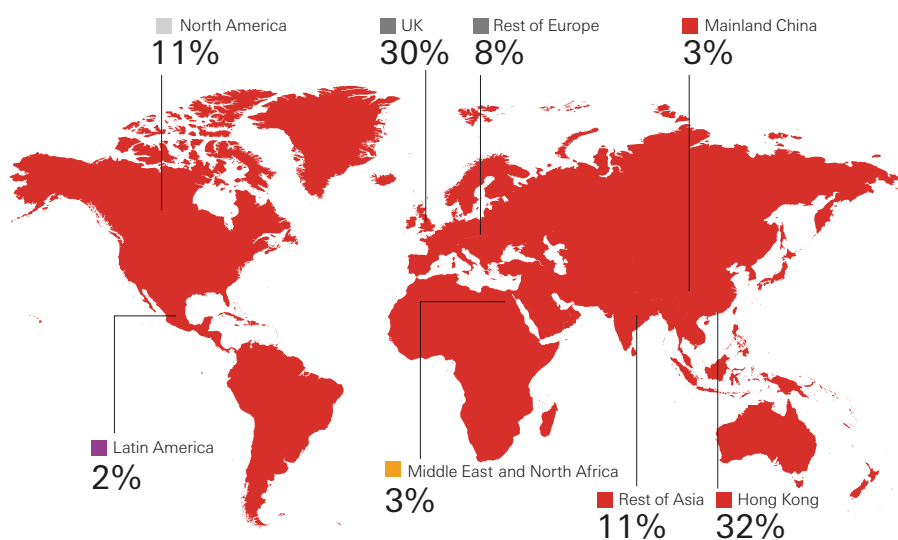 North America
11%
UK
30%
Rest of Europe
8%
Mainland China
3%
Latin America
2%
Middle East and North Africa
3%
Rest of Asia
11%
Hong Kong
32%